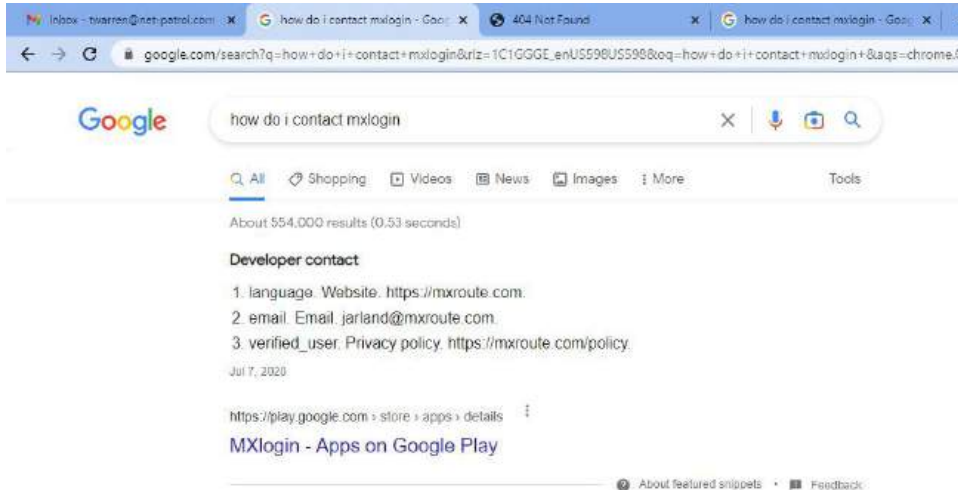 Inbox - twarren@net-patrol.com
how do i contact mxlogin - Goog
404 Not Found
how do i contact mxlogin - Goog
google.com/search?q=how+do+i+contact+mxlogin&rlz=1C1GGGE_enUS598US598&oq=how+do+i+contact+mxlogin+&aqs=chrome.
Google
how do i contact mxlogin
All Shopping Videos News Images More Tools
About 554,000 results (0.53 seconds)
Developer contact
1. language. Website. https://mxroute.com.
2. email. Email. jarland@mxroute.com.
3. verified_user. Privacy policy. https://mxroute.com/policy.
Jul 7, 2020
https://play.google.com › store › apps › details
MXlogin - Apps on Google Play
About featured snippets • Feedback